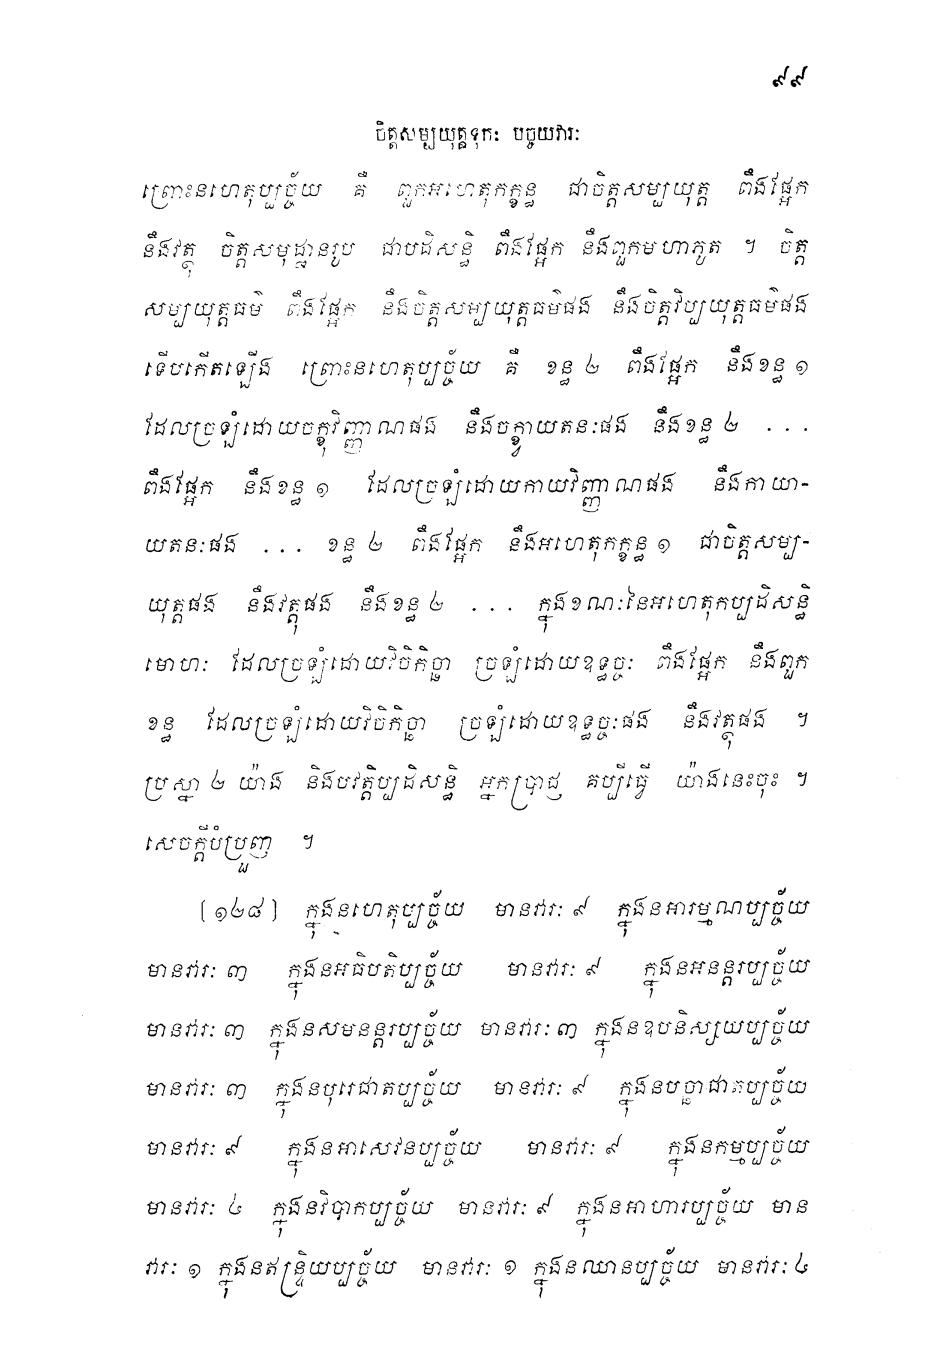 ៩៩
ចិត្តសម្បយុត្តទុក: បច្ចយវារ:
ព្រោះនហេតុប្បច្ច័យ គឺ ពួកអហេតុកក្ខន្ធ ជាចិត្តសម្បយុត្ត ពឹងផ្អែក
នឹងវត្ថុ ចិត្តសមុដ្ឋានរូប ជាបដិសន្ធិ ពឹងផ្អែក នឹងពួកមហាភូត ។ ចិត្ត
សម្បយុត្តធម៌ ពឹងផ្អែក នឹងចិត្តសម្បយុត្តធម៌ផង នឹងចិត្តវិប្បយុត្តធម៌ផង
ទើបកើតឡើង ព្រោះនហេតុប្បច្ច័យ គឺ ខន្ធ ២ ពឹងផ្អែក នឹងខន្ធ ១
ដែលច្រឡំដោយចក្ខុវិញ្ញាណផង នឹងចក្ខ្វាយតន:ផង នឹងខន្ធ ២ . . .
ពឹងផ្អែក នឹងខន្ធ ១ ដែលច្រឡំដោយកាយវិញ្ញាណផង នឹងកាយា-
យតន:ផង . . . ខន្ធ ២ ពឹងផ្អែក នឹងអហេតុកក្ខន្ធ ១ ជាចិត្តសម្ប-
យុត្តផង នឹងវត្ថុផង នឹងខន្ធ ២ . . . ក្នុងខណ:នៃអហេតុកប្បដិសន្ធិ
មោហ: ដែលច្រឡំដោយវិចិកិច្ឆា ច្រឡំដោយឧទ្ធច្ច: ពឹងផ្អែក នឹងពួក
ខន្ធ ដែលច្រឡំដោយវិចិកិច្ឆា ច្រឡំដោយឧទ្ធច្ច:ផង នឹងវត្ថុផង ។
ប្រស្នា ២ យ៉ាង និងបវត្តិប្បដិសន្ធិ អ្នកប្រាជ្ញ គប្បីធ្វើ យ៉ាងនេះចុះ ។
សេចក្តីបំប្រួញ ។
[១២៨] ក្នុងនហេតុប្បច្ច័យ មានវារ: ៩ ក្នុងនអារម្មណប្បច្ច័យ
មានវារ: ៣ ក្នុងនអធិបតិប្បច្ច័យ មានវារ: ៩ ក្នុងនអនន្តរប្បច្ច័យ
មានវារ: ៣ ក្នុងនសមនន្តរប្បច្ច័យ មានវារ: ៣ ក្នុងនឧបនិស្សយប្បច្ច័យ
មានវារ: ៣ ក្នុងនបុរេជាតប្បច្ច័យ មានវារ: ៩ ក្នុងនបច្ឆាជាតប្បច្ច័យ
មានវារ: ៩ ក្នុងនអាសេវនប្បច្ច័យ មានវារ: ៩ ក្នុងនកម្មប្បច្ច័យ
មានវារ: ៤ ក្នុងនវិបាកប្បច្ច័យ មានវារ: ៩ ក្នុងនអាហារប្បច្ច័យ មាន
វារ: ១ ក្នុងនឥន្ទ្រិយប្បច្ច័យ មានវារ: ១ ក្នុងនឈានប្បច្ច័យ មានវារ: ៤